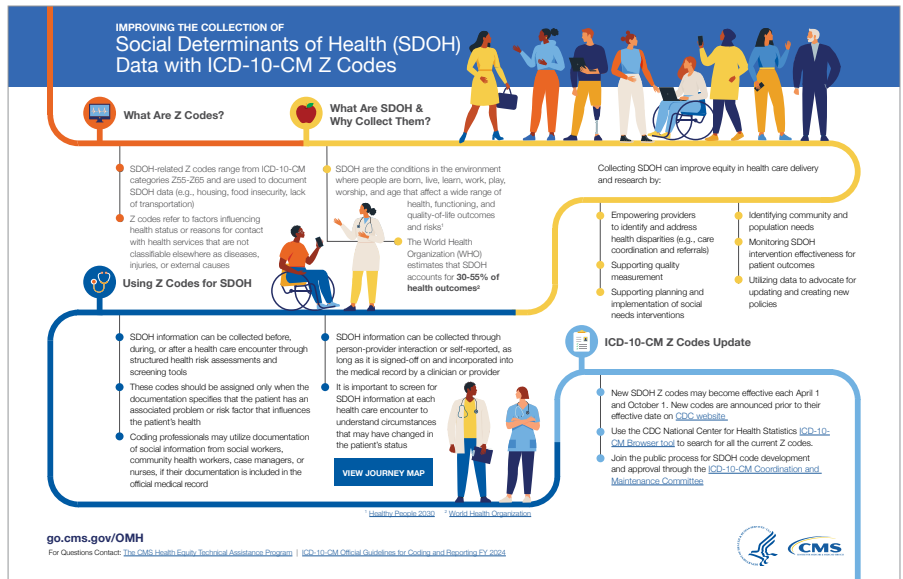 IMPROVING THE COLLECTION OF
Social Determinants of Health (SDOH)
Data with ICD-10-CM Z Codes
What Are Z Codes?
SDOH-related Z codes range from ICD-10-CM
categories Z55-Z65 and are used to document
SDOH data (e.g., housing, food insecurity, lack
of transportation)
Z codes refer to factors influencing
health status or reasons for contact
with health services that are not
classifiable elsewhere as diseases,
injuries, or external causes
What Are SDOH &
Why Collect Them?
SDOH are the conditions in the environment
where people are born, live, learn, work, play,
worship, and age that affect a wide range of
health, functioning, and
quality-of-life outcomes
and risks¹
The World Health
Organization (WHO)
estimates that SDOH
accounts for 30-55% of
health outcomes²
Collecting SDOH can improve equity in health care delivery
and research by:
Empowering providers
to identify and address
health disparities (e.g., care
coordination and referrals)
Supporting quality
measurement
Supporting planning and
implementation of social
needs interventions
Identifying community and
population needs
Monitoring SDOH
intervention effectiveness for
patient outcomes
Utilizing data to advocate for
updating and creating new
policies
Using Z Codes for SDOH
SDOH information can be collected before,
during, or after a health care encounter through
structured health risk assessments and
screening tools
These codes should be assigned only when the
documentation specifies that the patient has an
associated problem or risk factor that influences
the patient's health
Coding professionals may utilize documentation
of social information from social workers,
community health workers, case managers, or
nurses, if their documentation is included in the
official medical record
SDOH information can be collected through
person-provider interaction or self-reported, as
long as it is signed-off on and incorporated into
the medical record by a clinician or provider
It is important to screen for
SDOH information at each
health care encounter to
understand circumstances
that may have changed in
the patient's status
VIEW JOURNEY MAP
ICD-10-CM Z Codes Update
New SDOH Z codes may become effective each April 1
and October 1. New codes are announced prior to their
effective date on CDC website
Use the CDC National Center for Health Statistics ICD-10-
CM Browser tool to search for all the current Z codes.
Join the public process for SDOH code development
and approval through the ICD-10-CM Coordination and
Maintenance Committee
¹ Healthy People 2030 ² World Health Organization
go.cms.gov/OMH
For Questions Contact: The CMS Health Equity Technical Assistance Program | ICD-10-CM Official Guidelines for Coding and Reporting FY 2024
CMS